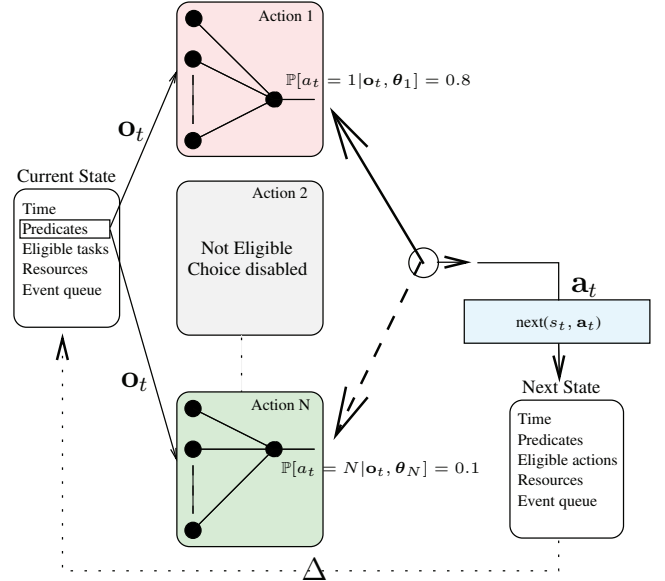 Action 1
ℙ[a_t = 1|𝐨_t, 𝜽_1] = 0.8
𝐨_t
Current State
Time
Predicates
Eligible tasks
Resources
Event queue
Action 2
Not Eligible
Choice disabled
𝐚_t
next(s_t, 𝐚_t)
𝐨_t
Next State
Action N
Time
Predicates
Eligible actions
Resources
Event queue
ℙ[a_t = N|𝐨_t, 𝜽_N] = 0.1
Δ